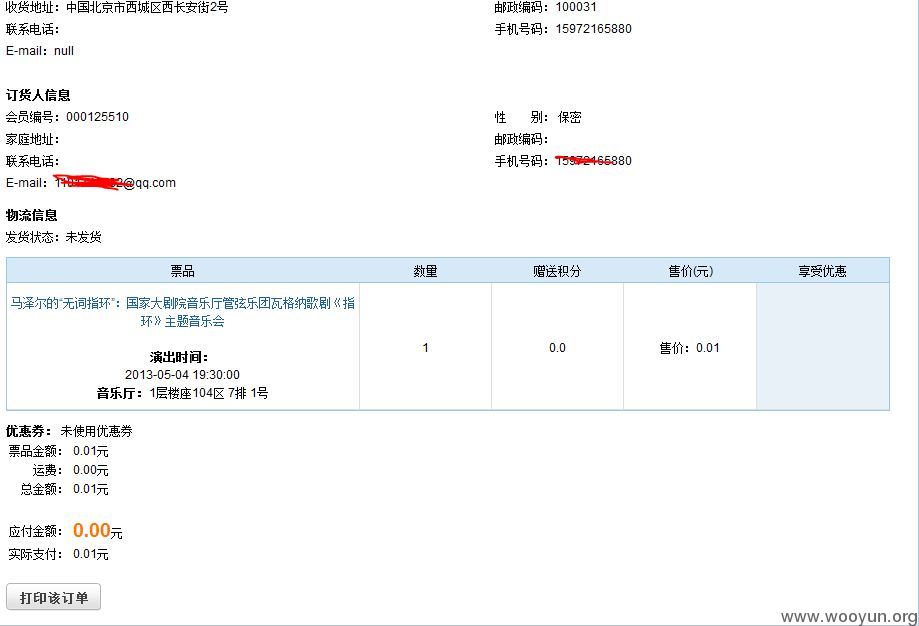 收货地址：中国北京市西城区西长安街2号 邮政编码：100031
联系电话： 手机号码：15972165880
E-mail：null
订货人信息
会员编号：000125510 性 别：保密
家庭地址： 邮政编码：
联系电话： 手机号码：880
E-mail：@qq.com
物流信息
发货状态：未发货
票品 数量 赠送积分 售价(元) 享受优惠
马泽尔的“无词指环”：国家大剧院音乐厅管弦乐团瓦格纳歌剧《指
环》主题音乐会
演出时间：
2013-05-04 19:30:00
音乐厅：1层楼座104区 7排 1号
1 0.0 售价：0.01
优惠券：未使用优惠券
票品金额：0.01元
运费：0.00元
总金额：0.01元
应付金额：0.00元
实际支付：0.01元
打印该订单
www.wooyun.org